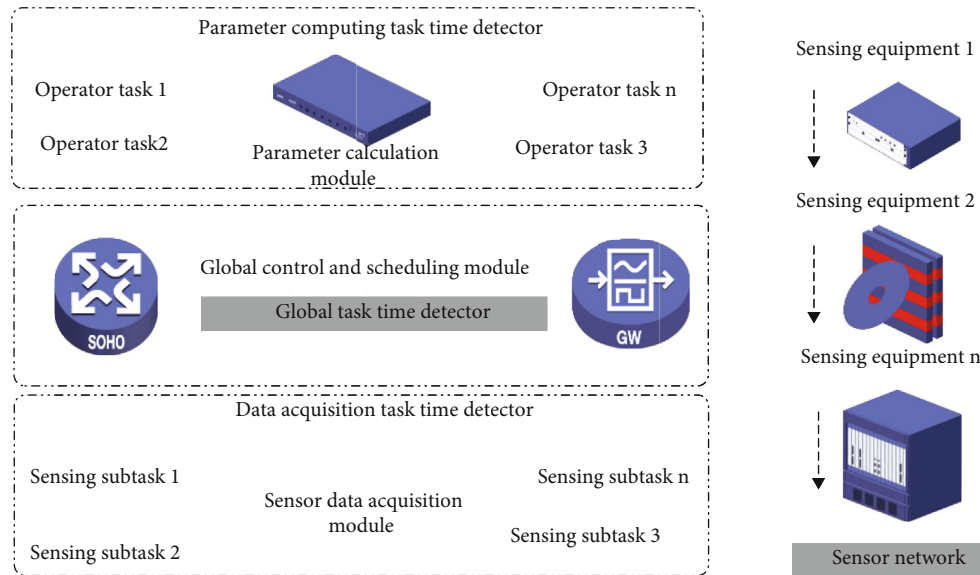 Parameter computing task time detector
Operator task 1
Operator task n
Operator task2
Operator task 3
Parameter calculation
module
Global control and scheduling module
Global task time detector
SOHO
GW
Data acquisition task time detector
Sensing subtask 1
Sensing subtask n
Sensor data acquisition
module
Sensing subtask 2
Sensing subtask 3
Sensing equipment 1
Sensing equipment 2
Sensing equipment n
Sensor network